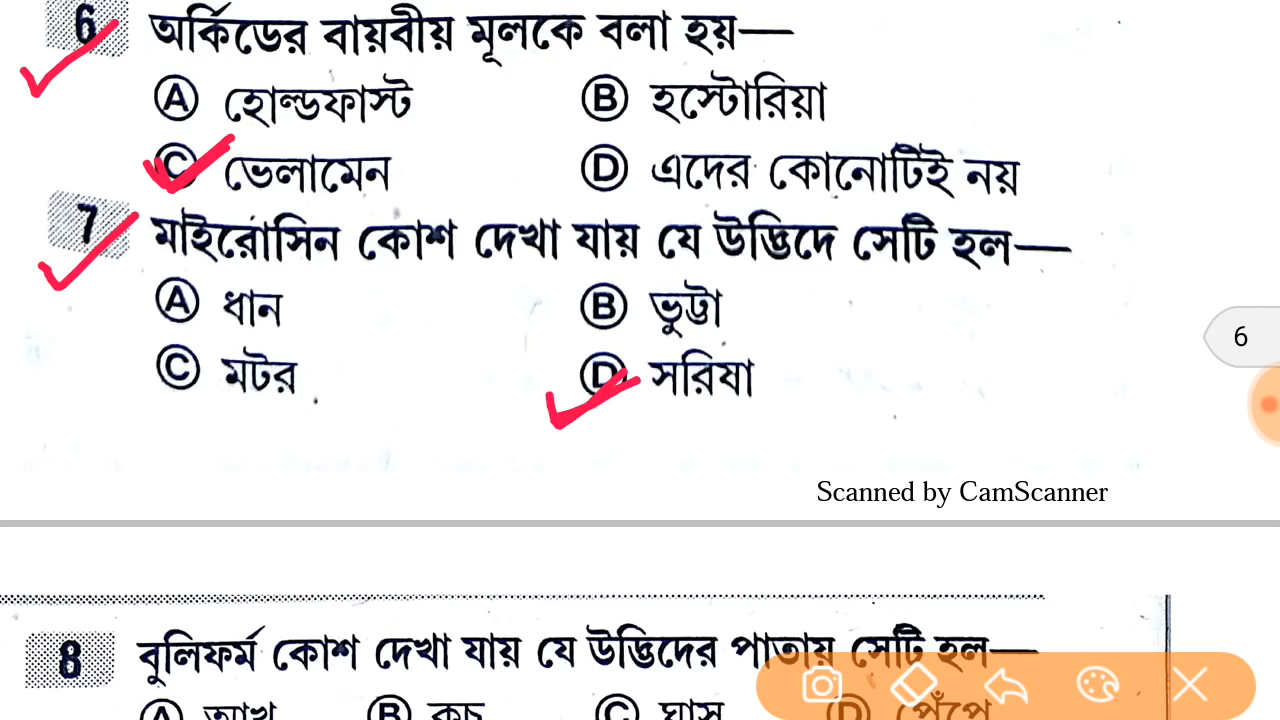 6 অর্কিডের বায়বীয় মূলকে বলা হয়—
A হোল্ডফাস্ট B হস্টোরিয়া
C ভেলামেন D এদের কোনোটিই নয়
7 মাইরোসিন কোশ দেখা যায় যে উদ্ভিদে সেটি হল—
A ধান B ভুট্টা
6
C মটর D সরিষা
Scanned by CamScanner
8 বুলিফর্ম কোশ দেখা যায় যে উদ্ভিদের পাতায় সেটি হল—
A আখ B কচু C ঘাস D পেঁপে